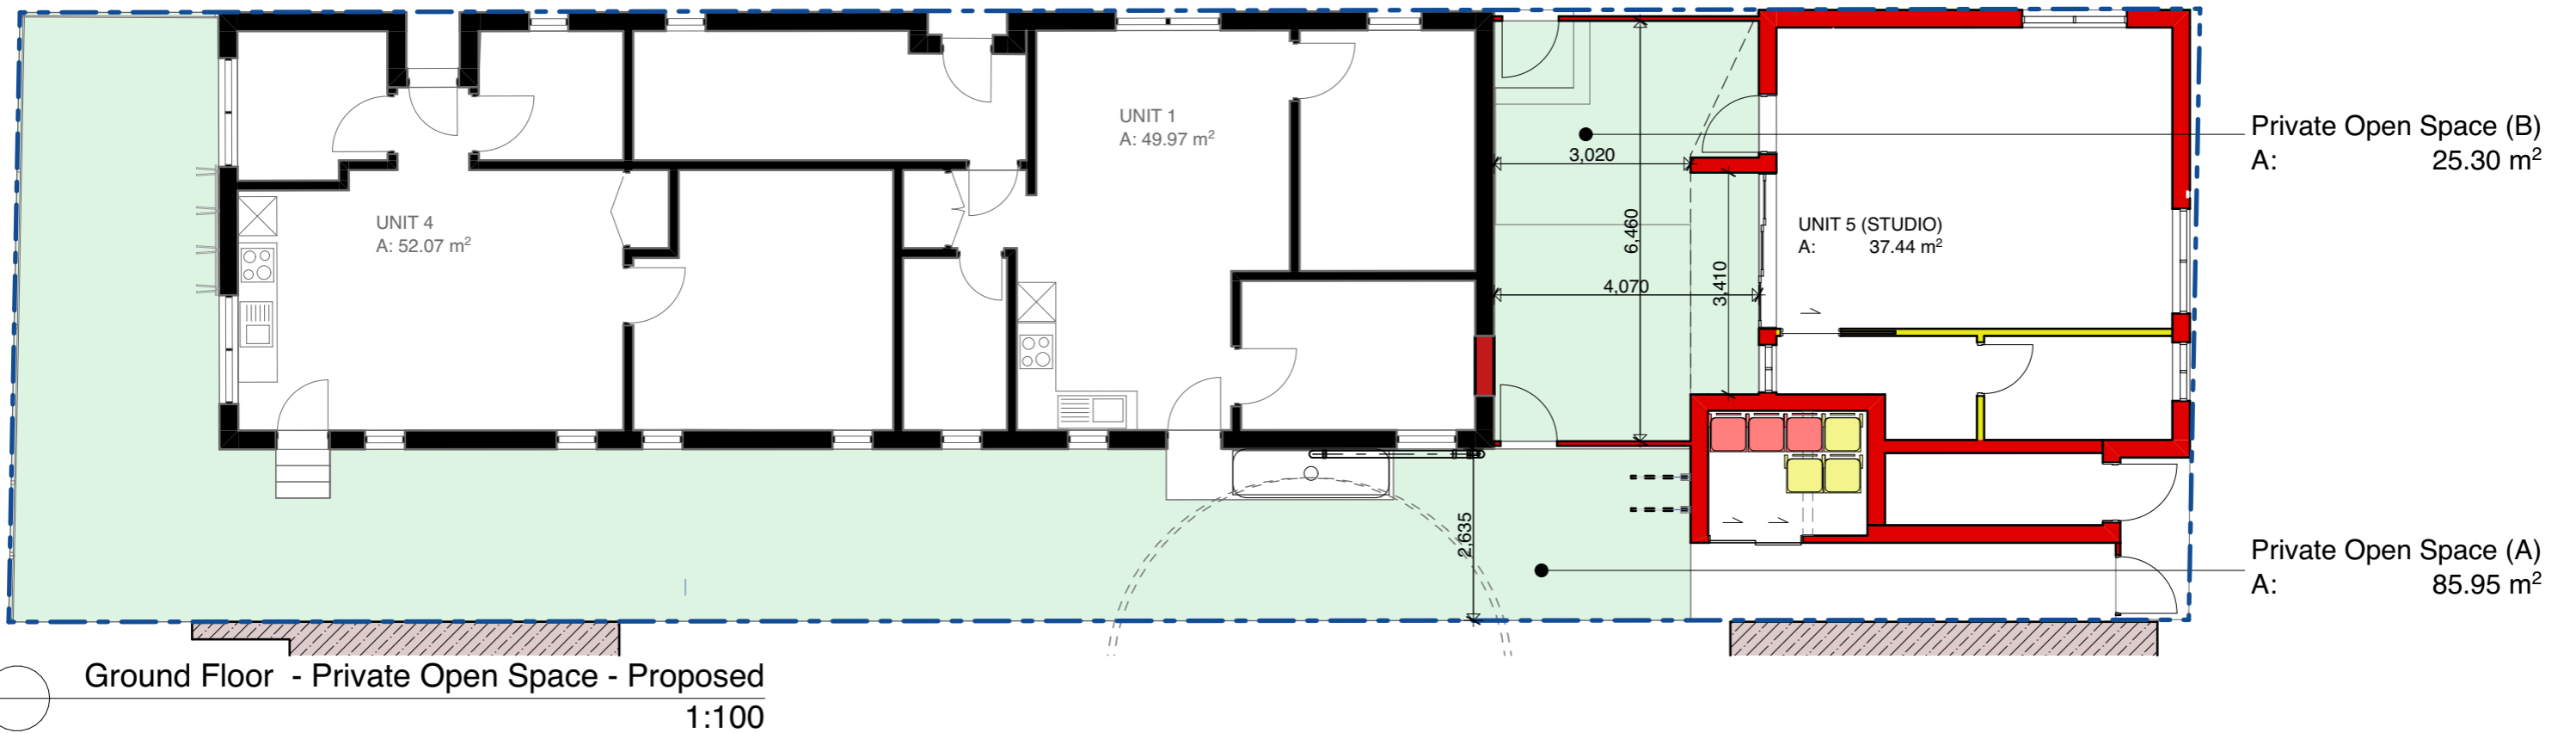 UNIT 1
A: 49.97 m²
UNIT 4
A: 52.07 m²
3,020
6,460
4,070
3,410
UNIT 5 (STUDIO)
A: 37.44 m²
2,635
Private Open Space (B)
A: 25.30 m²
Private Open Space (A)
A: 85.95 m²
Ground Floor - Private Open Space - Proposed
1:100